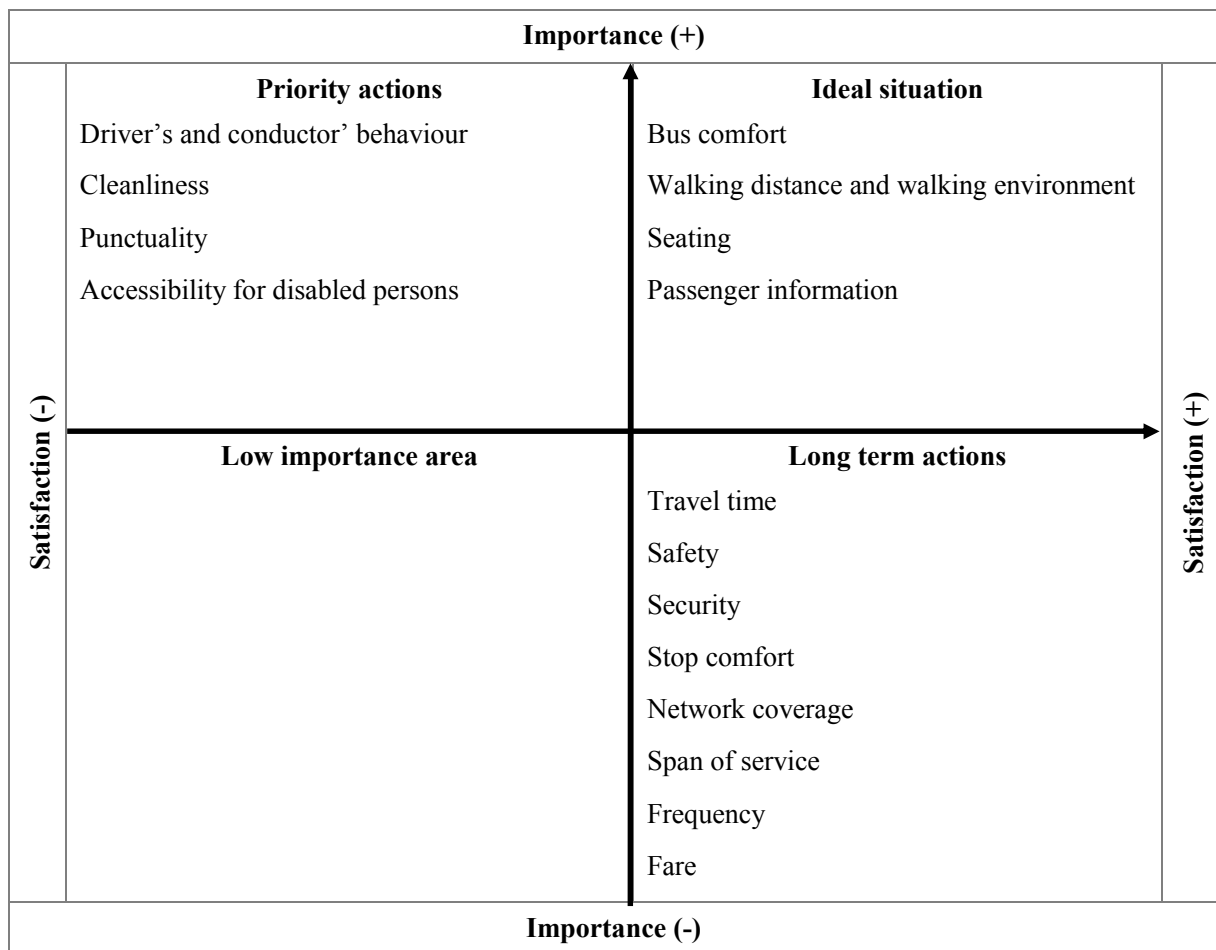 Importance (+)
Priority actions
Driver's and conductor' behaviour
Cleanliness
Punctuality
Accessibility for disabled persons
Ideal situation
Bus comfort
Walking distance and walking environment
Seating
Passenger information
Satisfaction (-)
Satisfaction (+)
Low importance area
Long term actions
Travel time
Safety
Security
Stop comfort
Network coverage
Span of service
Frequency
Fare
Importance (-)